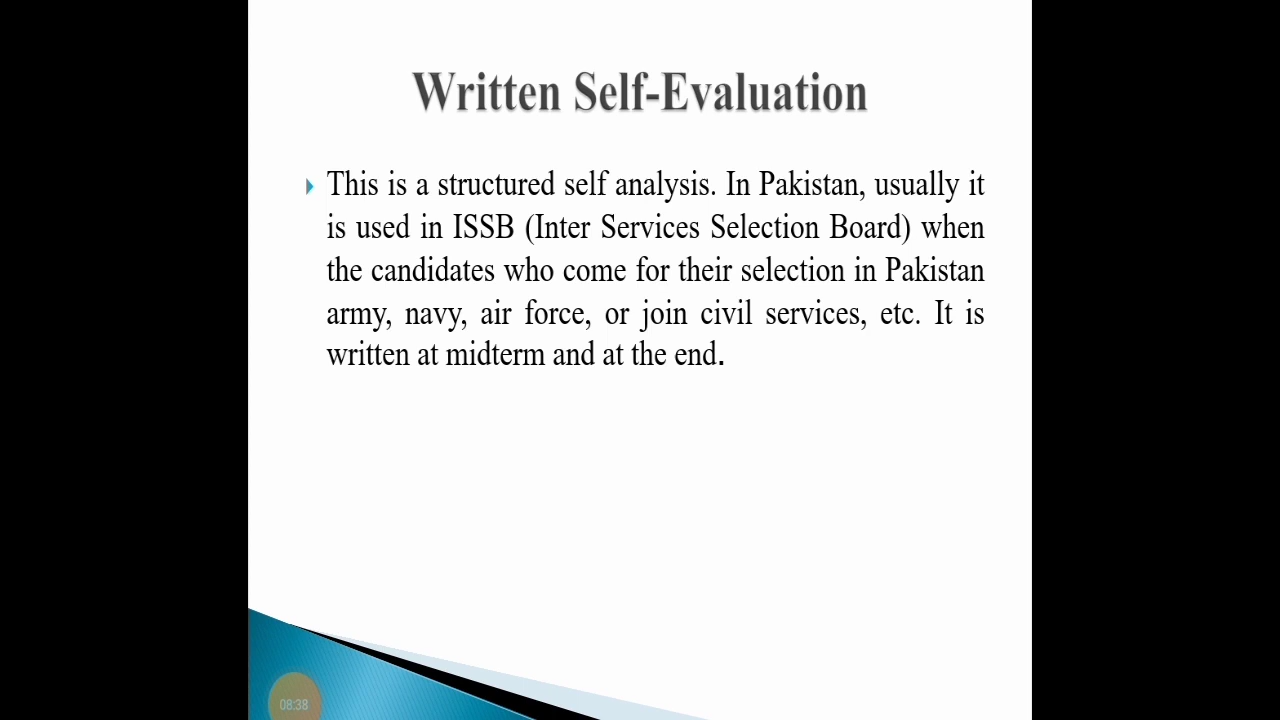 Written Self-Evaluation
This is a structured self analysis. In Pakistan, usually it
is used in ISSB (Inter Services Selection Board) when
the candidates who come for their selection in Pakistan
army, navy, air force, or join civil services, etc. It is
written at midterm and at the end.
08:38